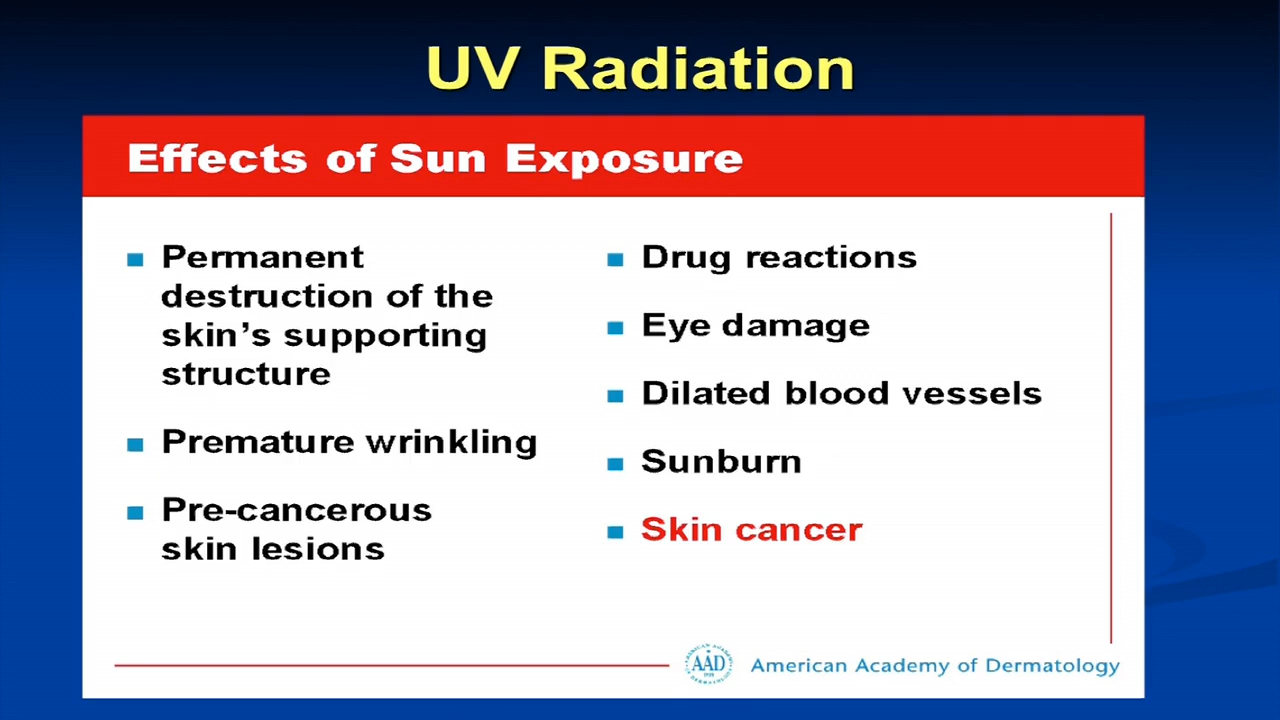 UV Radiation
Effects of Sun Exposure
Permanent
destruction of the
skin's supporting
structure
Premature wrinkling
Pre-cancerous
skin lesions
Drug reactions
Eye damage
Dilated blood vessels
Sunburn
Skin cancer
AAD
American Academy of Dermatology